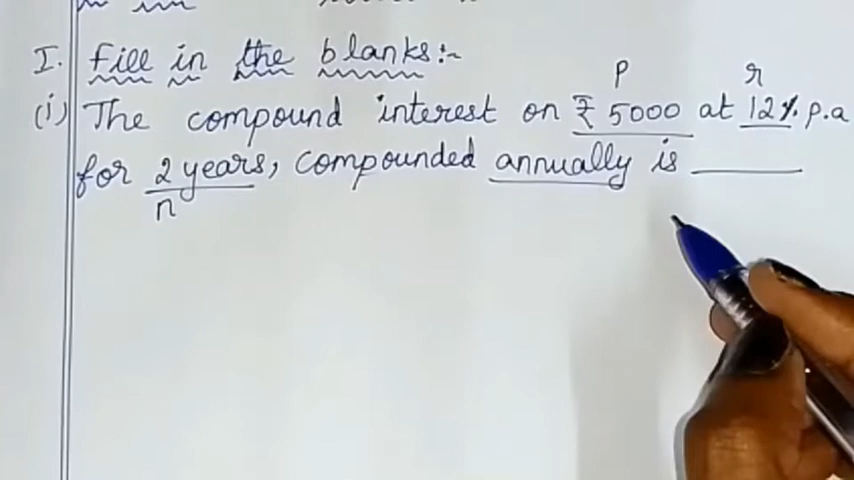 I. Fill in the blanks:-
P r
(i) The compound interest on ₹ 5000 at 12%. p.a
for 2 years, compounded annually is ______
n